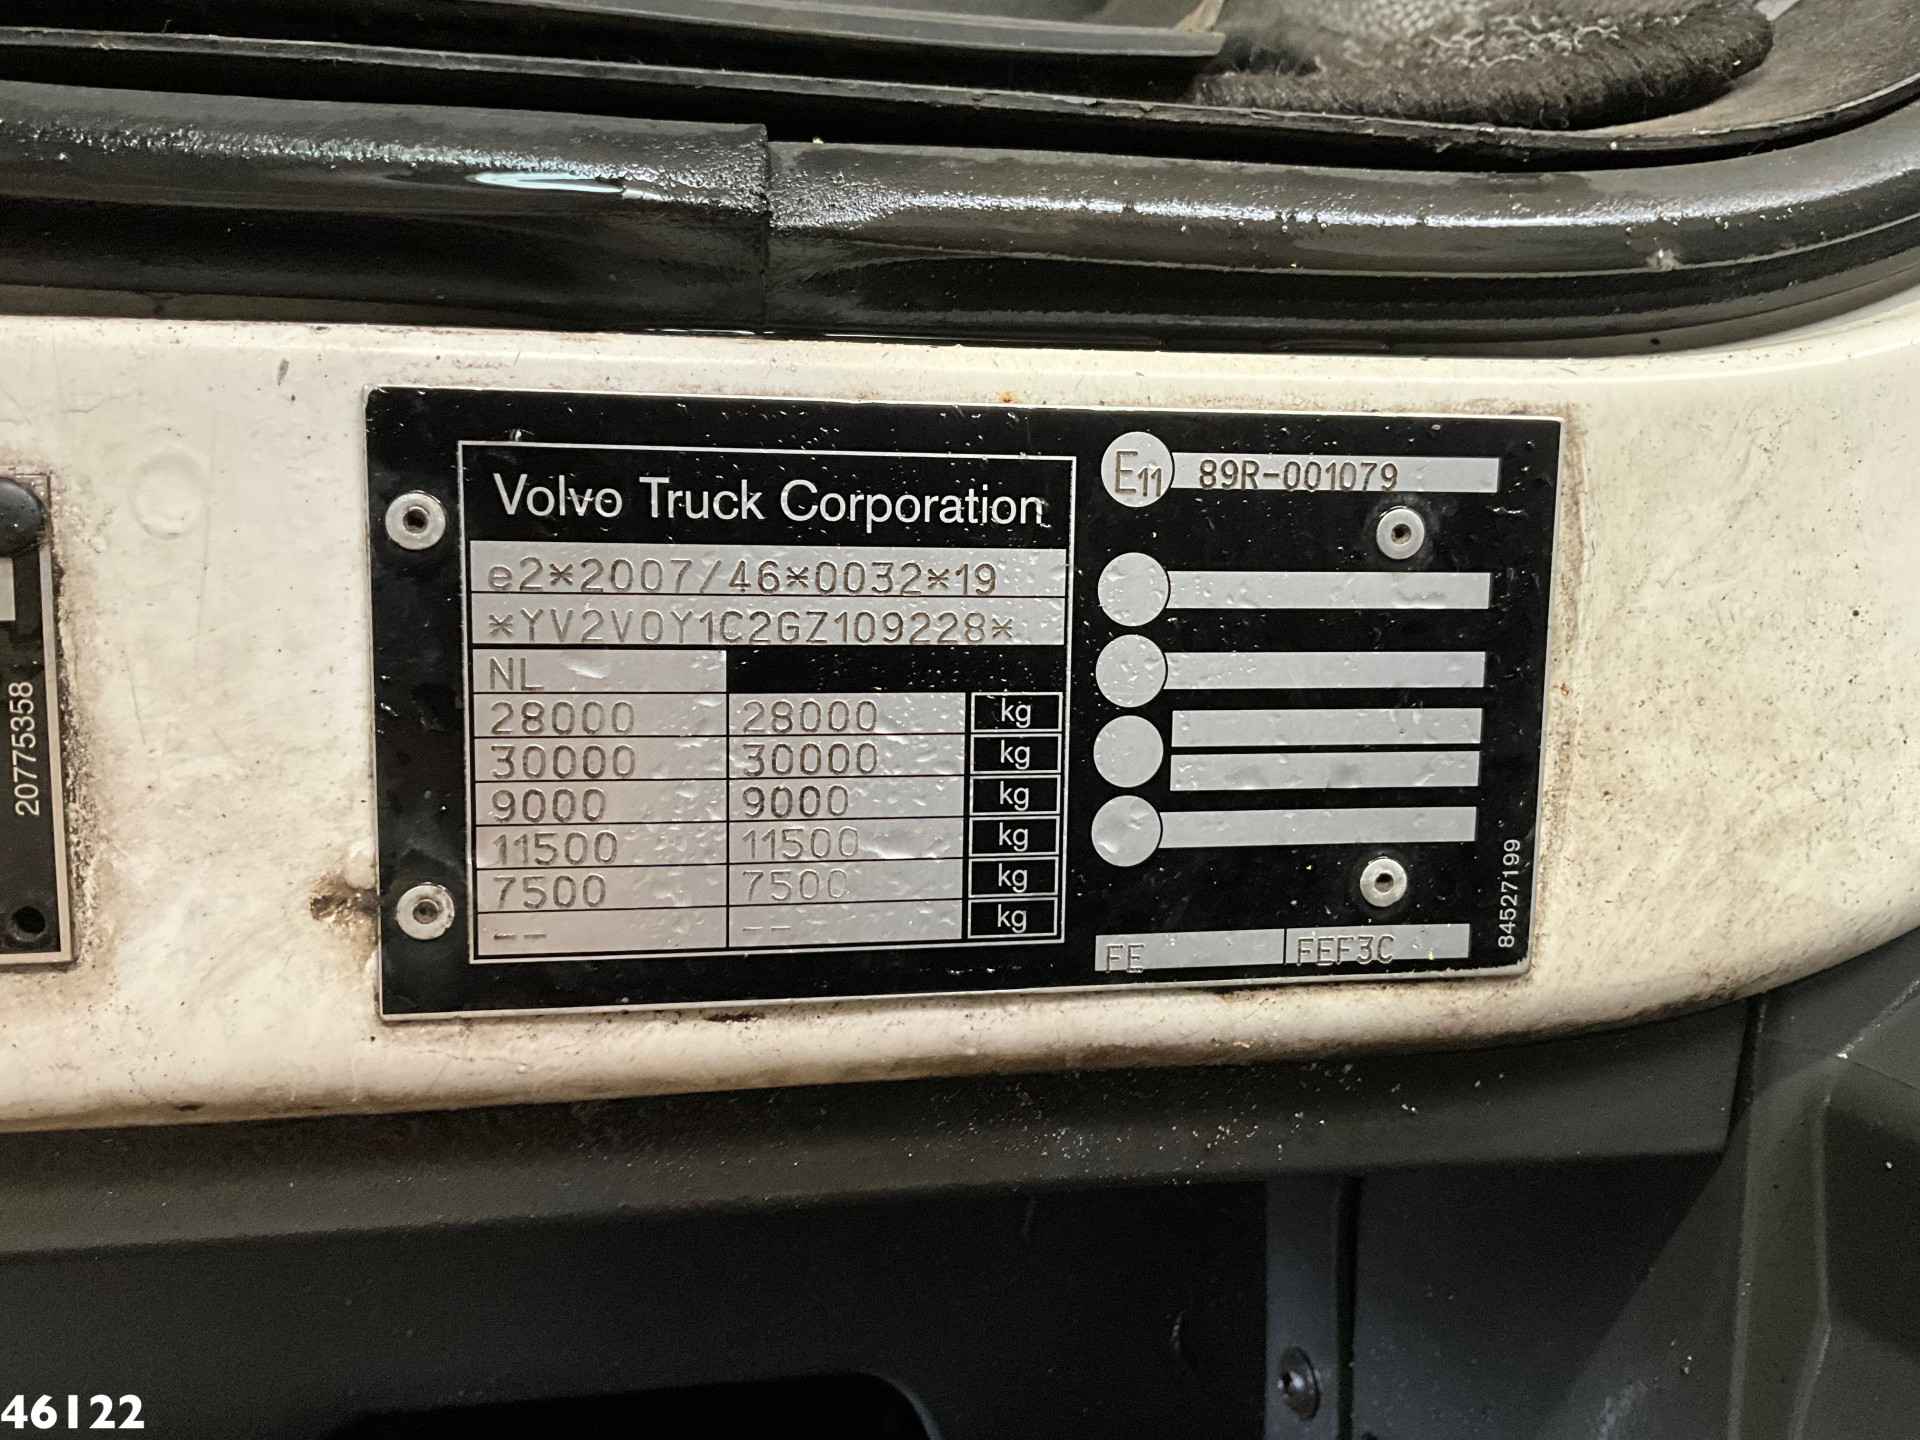 Volvo Truck Corporation
e2*2007/46*0032*19
*YV2V0Y1C2GZ109228*
NL
28000 28000 kg
30000 30000 kg
9000 9000 kg
11500 11500 kg
7500 7500 kg
-- -- kg
E11 89R-001079
FE FEF3C
84527199
20775358
46122